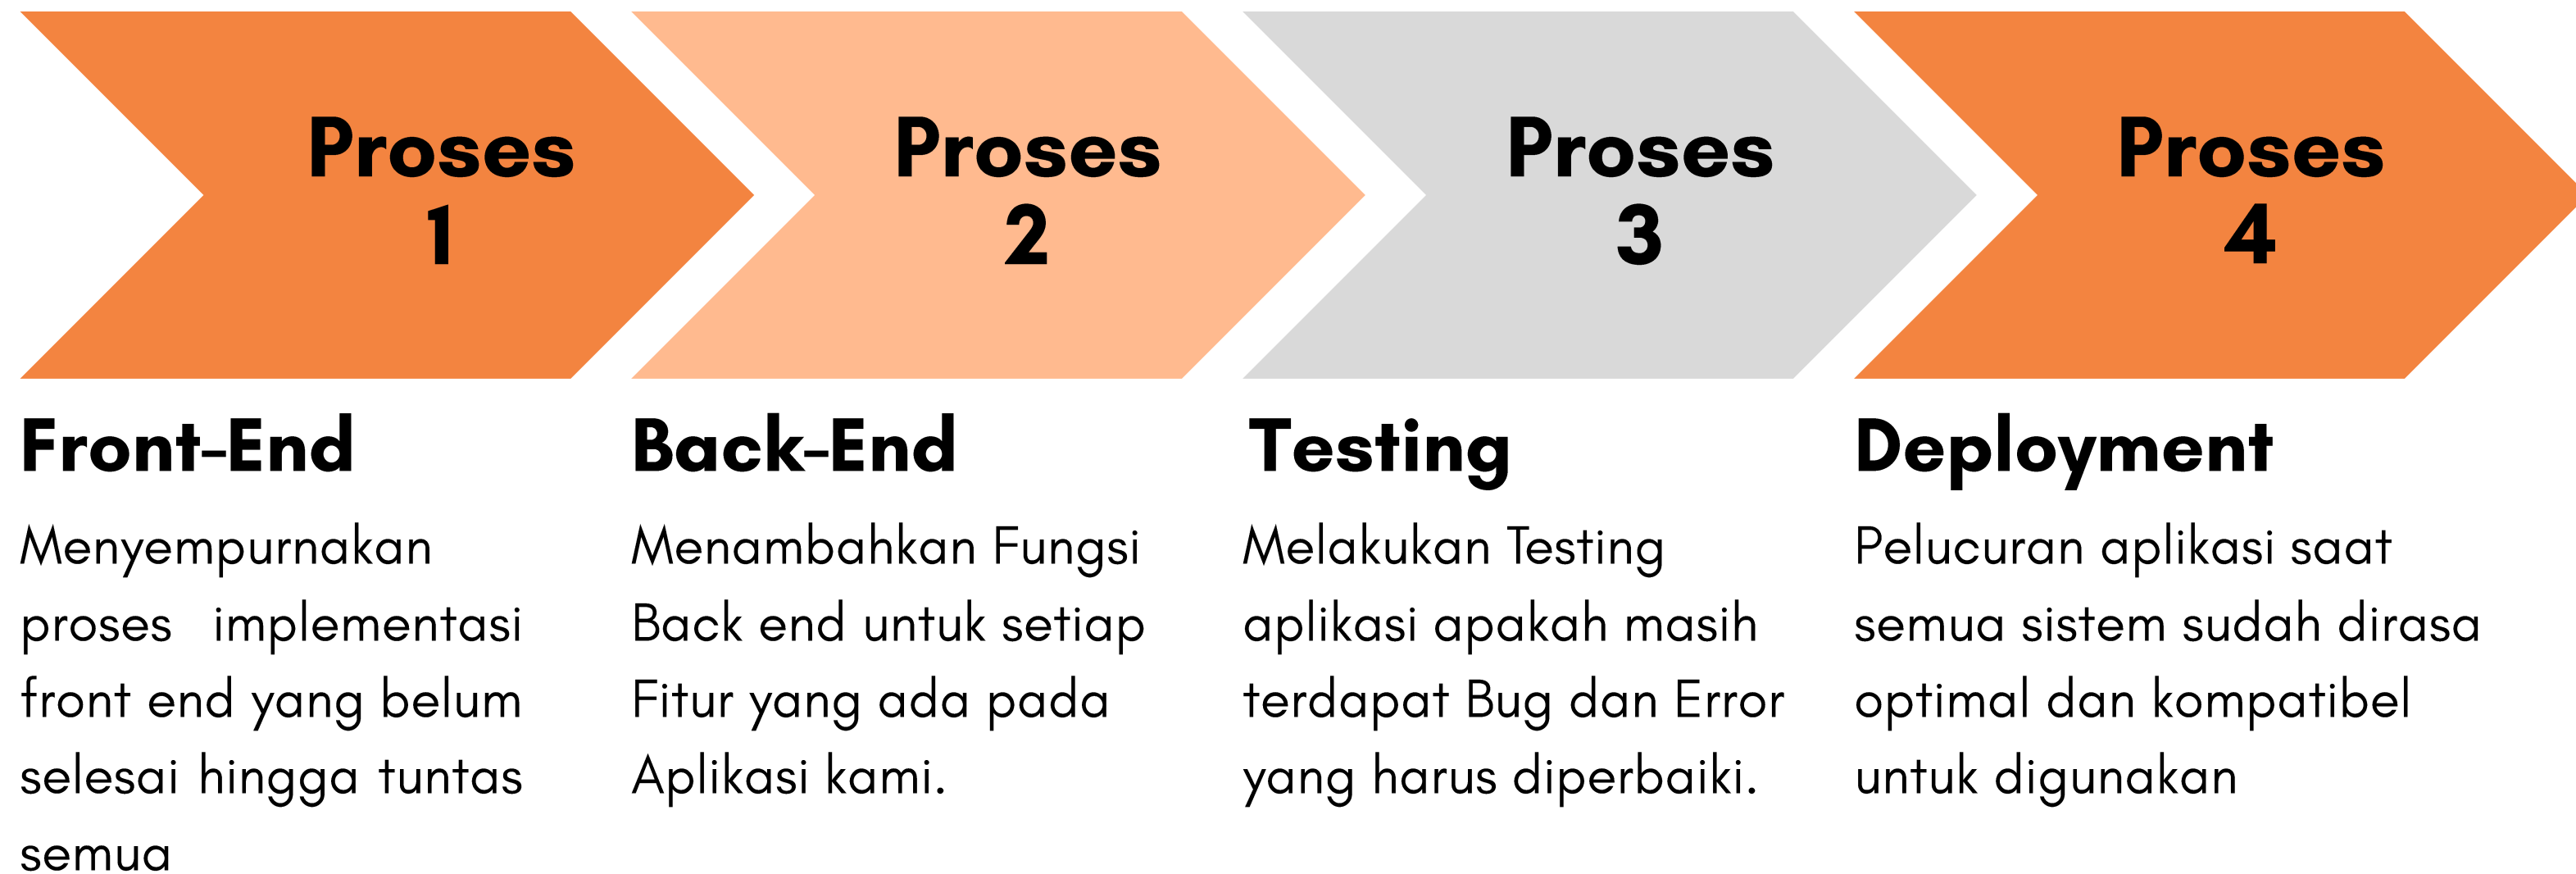 Proses
1
Proses
2
Proses
3
Proses
4
Front-End
Menyempurnakan
proses implementasi
front end yang belum
selesai hingga tuntas
semua
Back-End
Menambahkan Fungsi
Back end untuk setiap
Fitur yang ada pada
Aplikasi kami.
Testing
Melakukan Testing
aplikasi apakah masih
terdapat Bug dan Error
yang harus diperbaiki.
Deployment
Pelucuran aplikasi saat
semua sistem sudah dirasa
optimal dan kompatibel
untuk digunakan